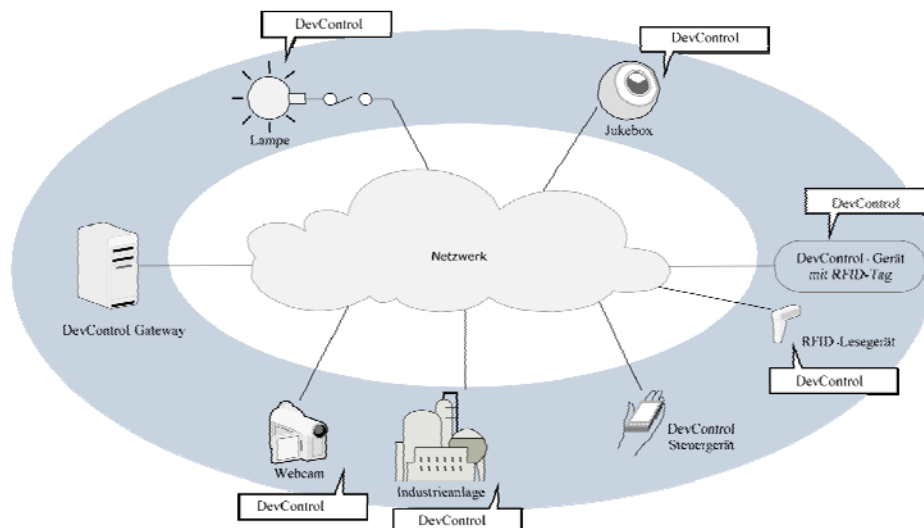 DevControl
DevControl
Lampe
Jukebox
DevControl
Netzwerk
DevControl - Gerät
mit RFID-Tag
DevControl Gateway
RFID -Lesegerät
DevControl
DevControl
Steuergerät
Webcam
Industrieanlage
DevControl
DevControl